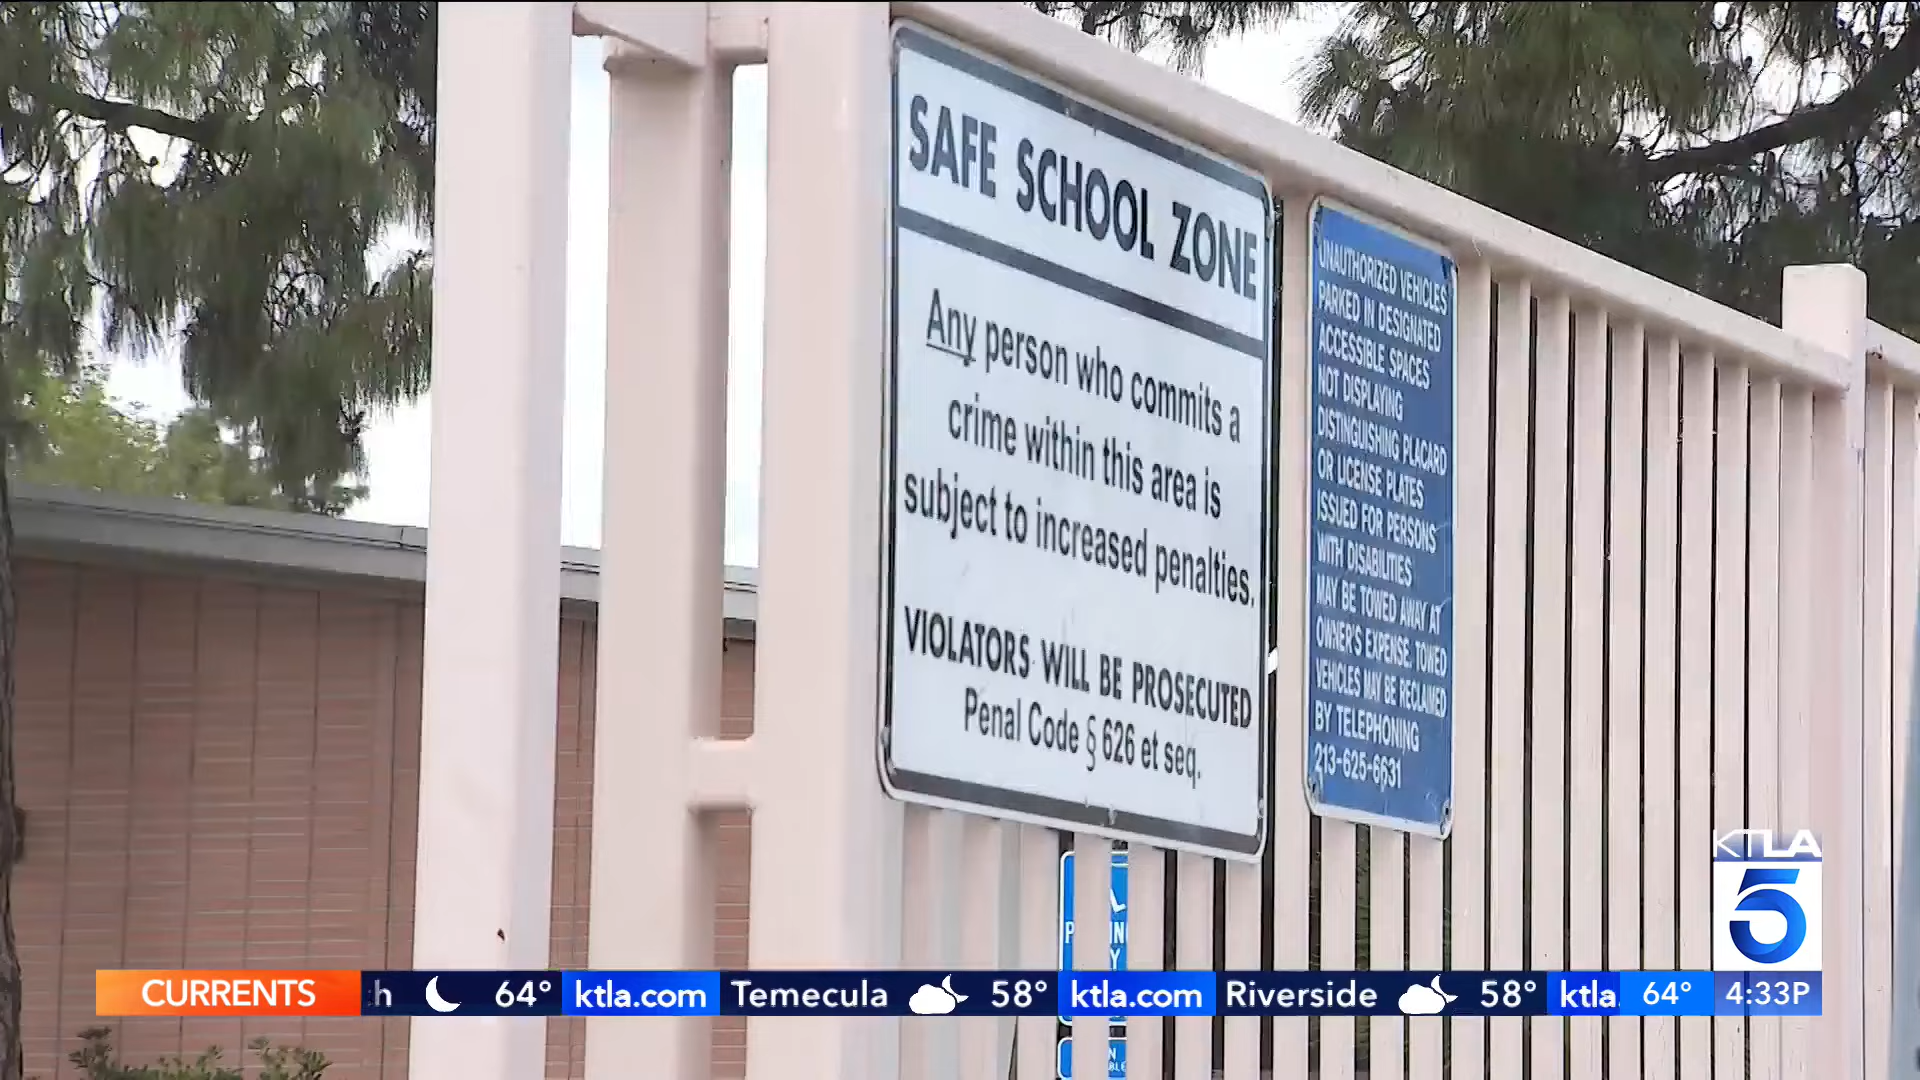 SAFE SCHOOL ZONE
Any person who commits a
crime within this area is
subject to increased penalties.
VIOLATORS WILL BE PROSECUTED
Penal Code § 626 et seq.
UNAUTHORIZED VEHICLES
PARKED IN DESIGNATED
ACCESSIBLE SPACES
NOT DISPLAYING
DISTINGUISHING PLACARD
OR LICENSE PLATES
ISSUED FOR PERSONS
WITH DISABILITIES
MAY BE TOWED AWAY AT
OWNER'S EXPENSE. TOWED
VEHICLES MAY BE RECLAIMED
BY TELEPHONING
213-625-6631
KTLA
5
CURRENTS h 64° ktla.com Temecula 58° ktla.com Riverside 58° ktla. 64° 4:33P